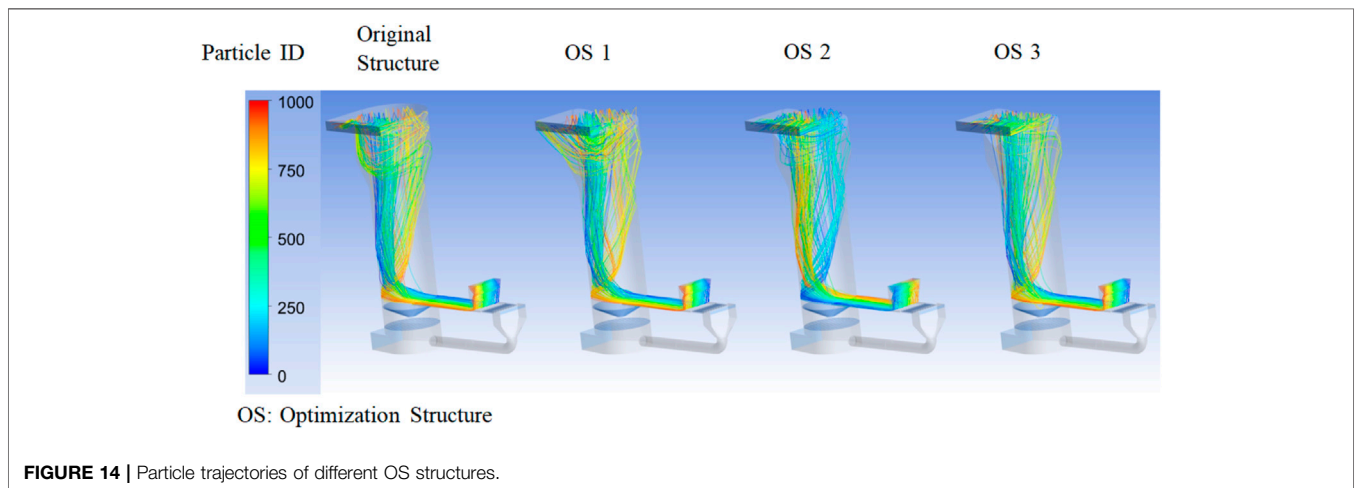 Particle ID
Original
Structure
OS 1
OS 2
OS 3
1000
750
500
250
0
OS: Optimization Structure
FIGURE 14 | Particle trajectories of different OS structures.